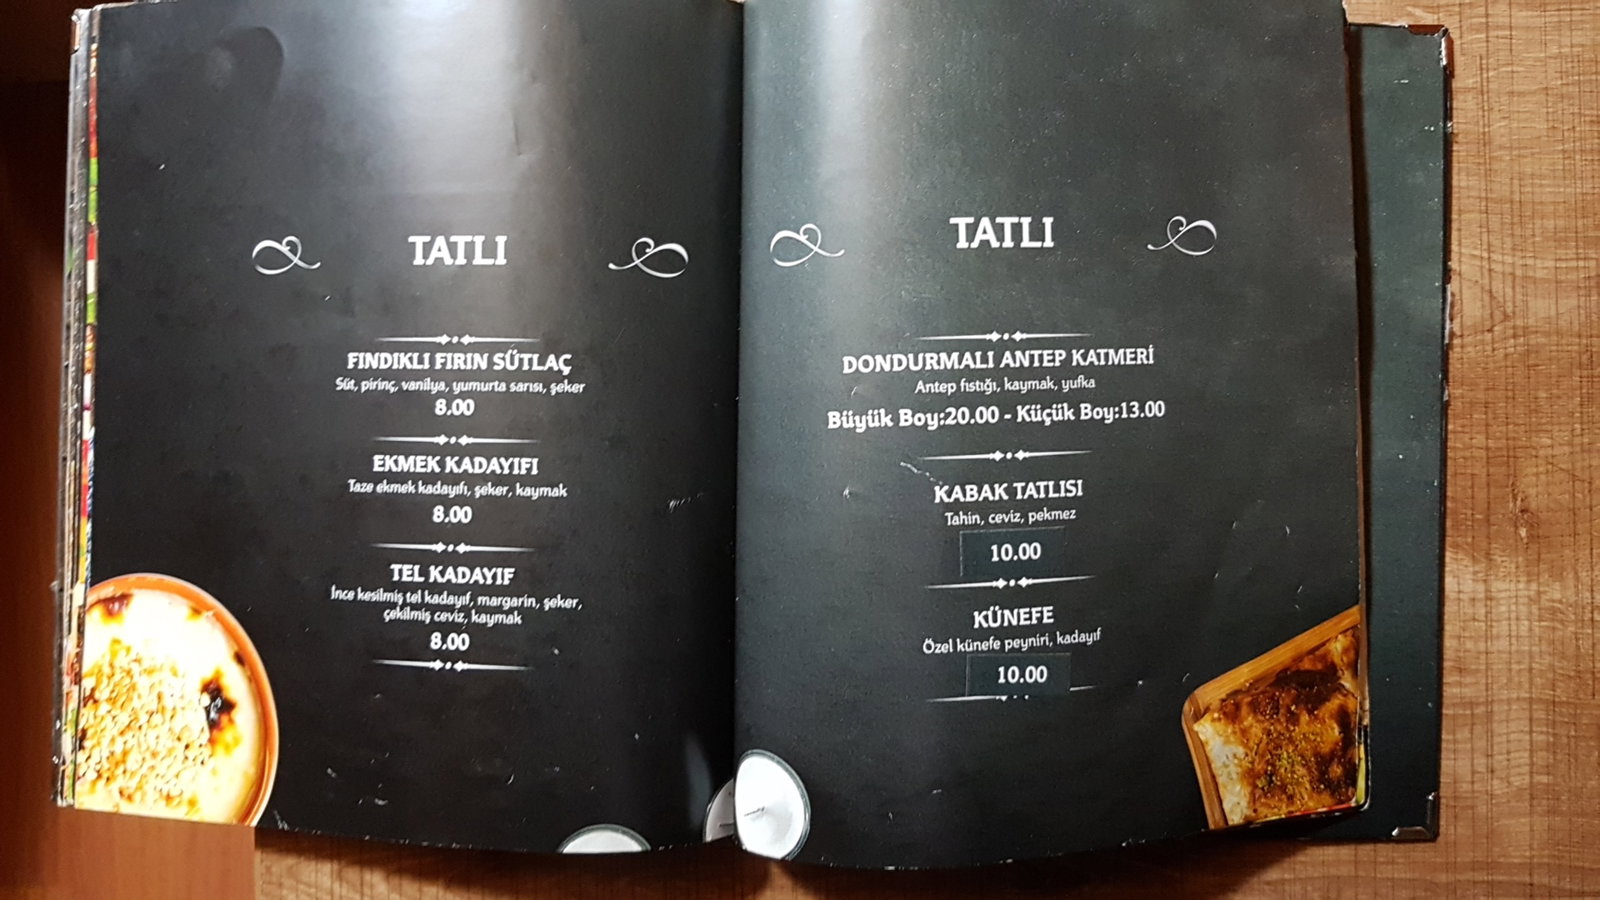 TATLI
FINDIKLI FIRIN SÜTLAÇ
Süt, pirinç, vanilya, yumurta sarısı, şeker
8.00
EKMEK KADAYIFI
Taze ekmek kadayıfı, şeker, kaymak
8.00
TEL KADAYIF
İnce kesilmiş tel kadayıf, margarin, şeker,
çekilmiş ceviz, kaymak
8.00
TATLI
DONDURMALI ANTEP KATMERİ
Antep fıstığı, kaymak, yufka
Büyük Boy:20.00 - Küçük Boy:13.00
KABAK TATLISI
Tahin, ceviz, pekmez
10.00
KÜNEFE
Özel künefe peyniri, kadayıf
10.00